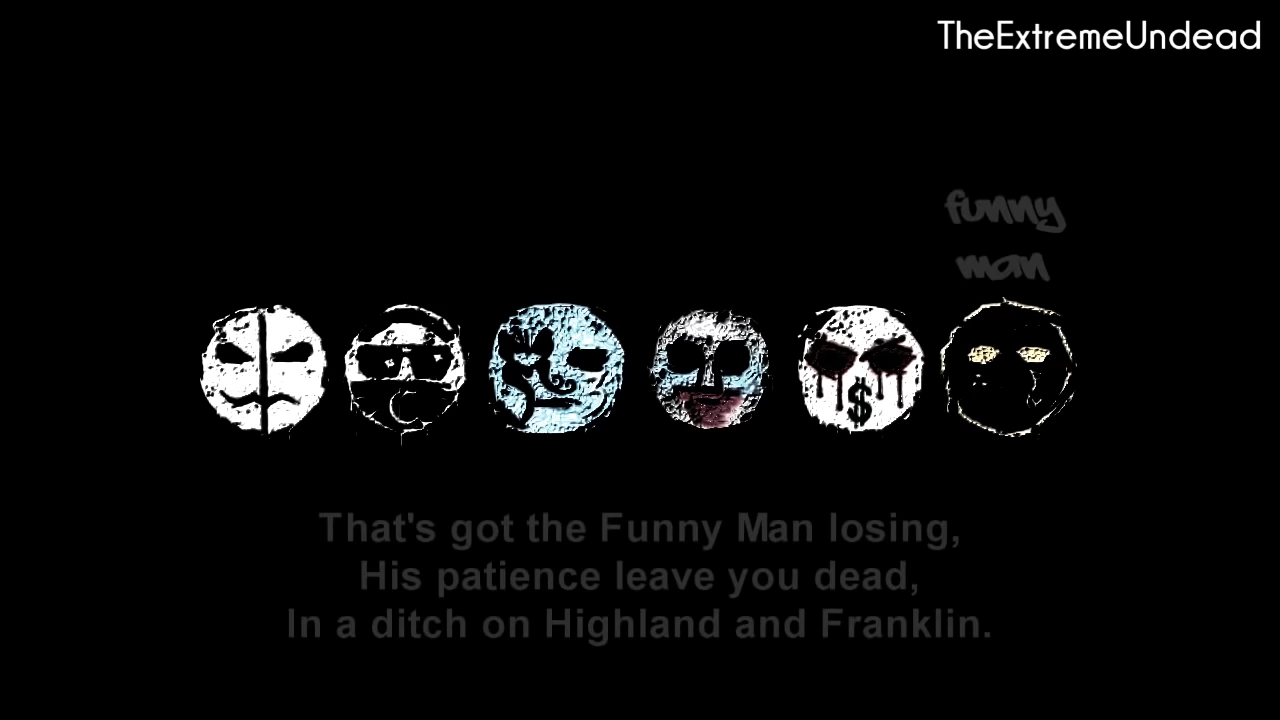 TheExtremeUndead
funny
man
$
That's got the Funny Man losing,
His patience leave you dead,
In a ditch on Highland and Franklin.